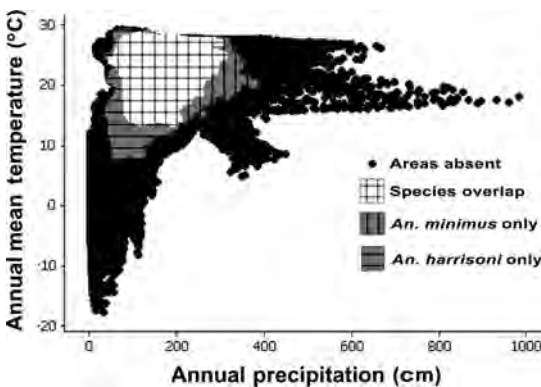 Annual mean temperature (°C)
30
20
10
0
-10
-20
Areas absent
Species overlap
An. minimus only
An. harrisoni only
0
200
400
600
800
1000
Annual precipitation (cm)